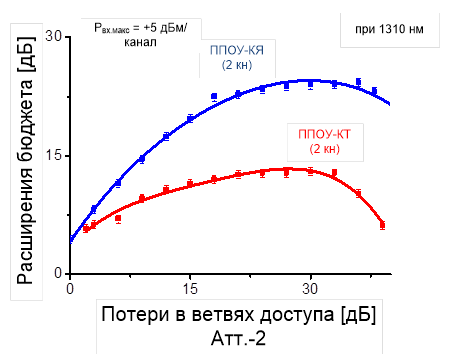 Pвх.макс = +5 дБм/
канал
при 1310 нм
ППОУ-КЯ
(2 кн)
ППОУ-КТ
(2 кн)
Расширения бюджета [дБ]
30
15
0
0
15
30
Потери в ветвях доступа [дБ]
Атт.-2